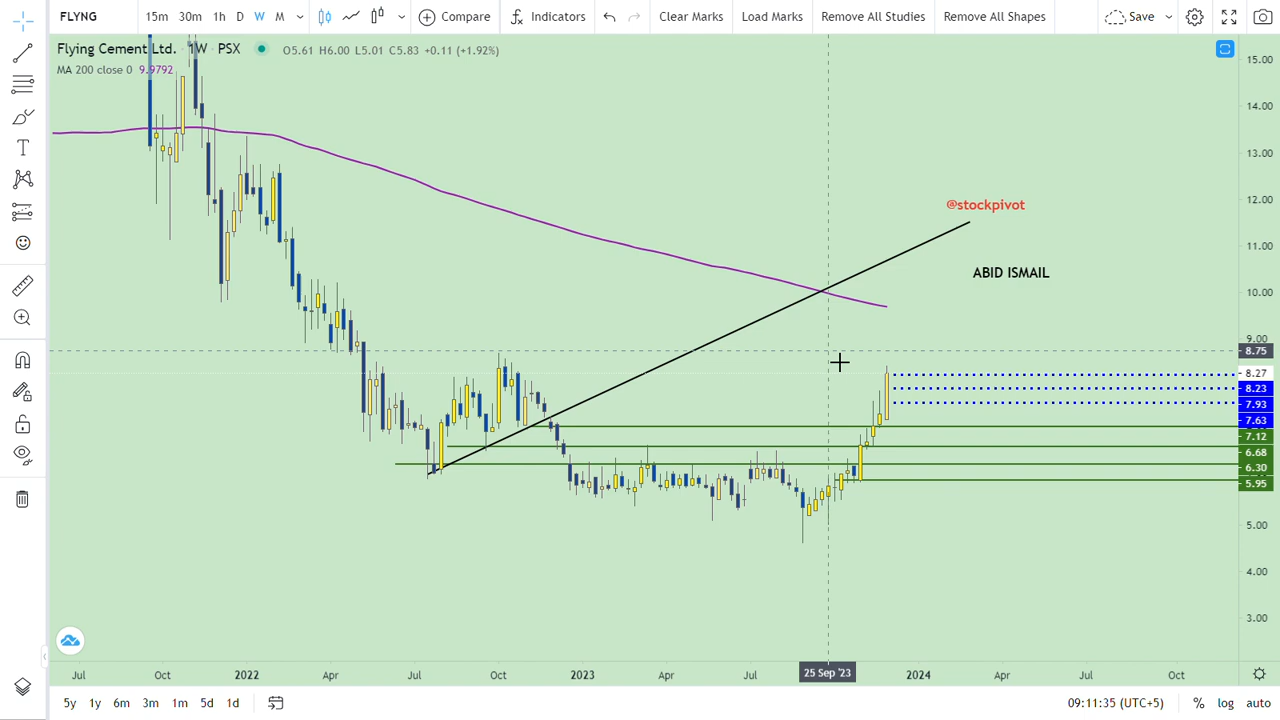 FLYNG 15m 30m 1h D W M Compare Indicators Clear Marks Load Marks Remove All Studies Remove All Shapes Save
Flying Cement Ltd. · 1W · PSX O5.61 H6.00 L5.01 C5.83 +0.11 (+1.92%)
MA 200 close 0 9.9792
@stockpivot
ABID ISMAIL
15.00
14.00
13.00
12.00
11.00
10.00
9.00
8.75
8.27
8.23
7.93
7.63
7.12
6.68
6.30
5.95
5.00
4.00
3.00
Jul Oct 2022 Apr Jul Oct 2023 Apr Jul 25 Sep '23 2024 Apr Jul Oct
5y 1y 6m 3m 1m 5d 1d 09:11:35 (UTC+5) % log auto